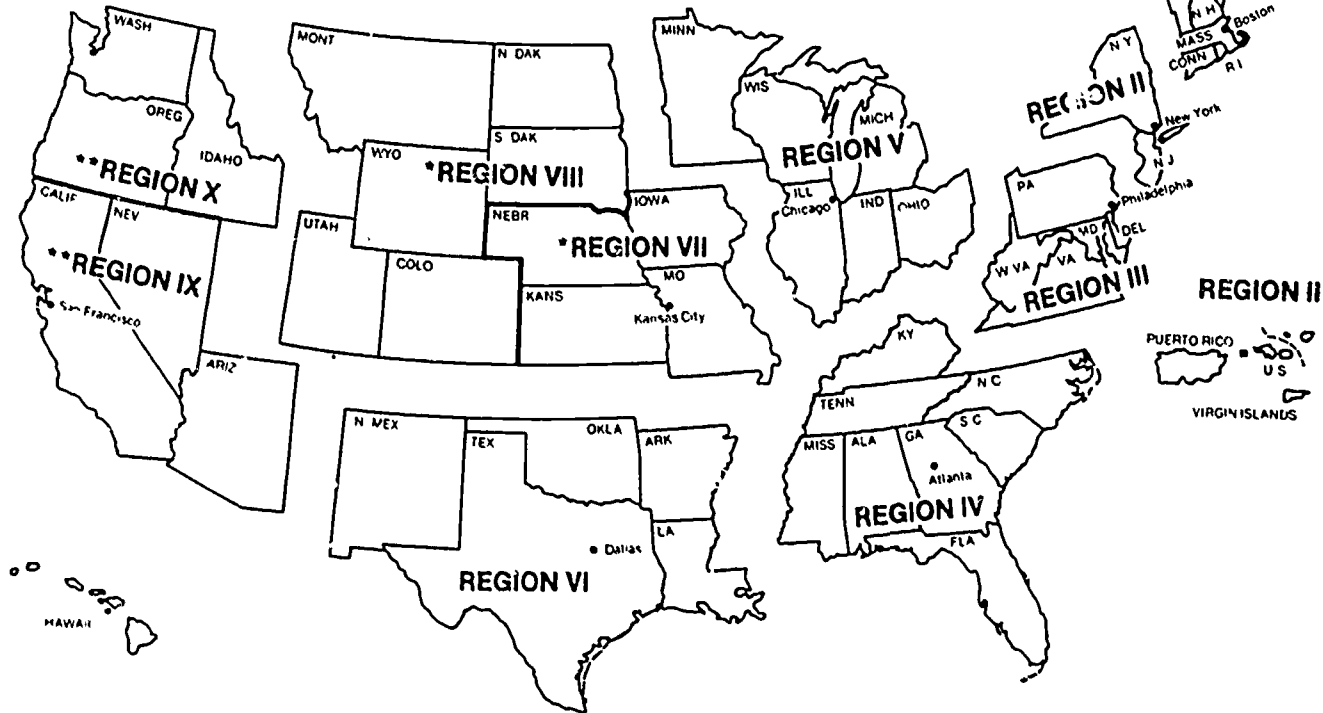 WASH
MONT
N DAK
MINN
N H
Boston
MASS
CONN
R I
N Y
WIS
MICH
OREG
IDAHO
WYO
S DAK
REGION II
New York
**REGION X
*REGION VIII
REGION V
N J
PA
Philadelphia
CALIF
NEV
UTAH
NEBR
IOWA
ILL
Chicago
IND
OHIO
MD
DEL
**REGION IX
COLO
*REGION VII
MO
W VA
VA
REGION III
REGION II
San Francisco
KANS
Kansas City
KY
PUERTO RICO
U S
VIRGIN ISLANDS
ARIZ
TENN
N C
S C
N MEX
TEX
OKLA
ARK
MISS
ALA
GA
Atlanta
LA
Dallas
REGION IV
FLA
REGION VI
HAWAII